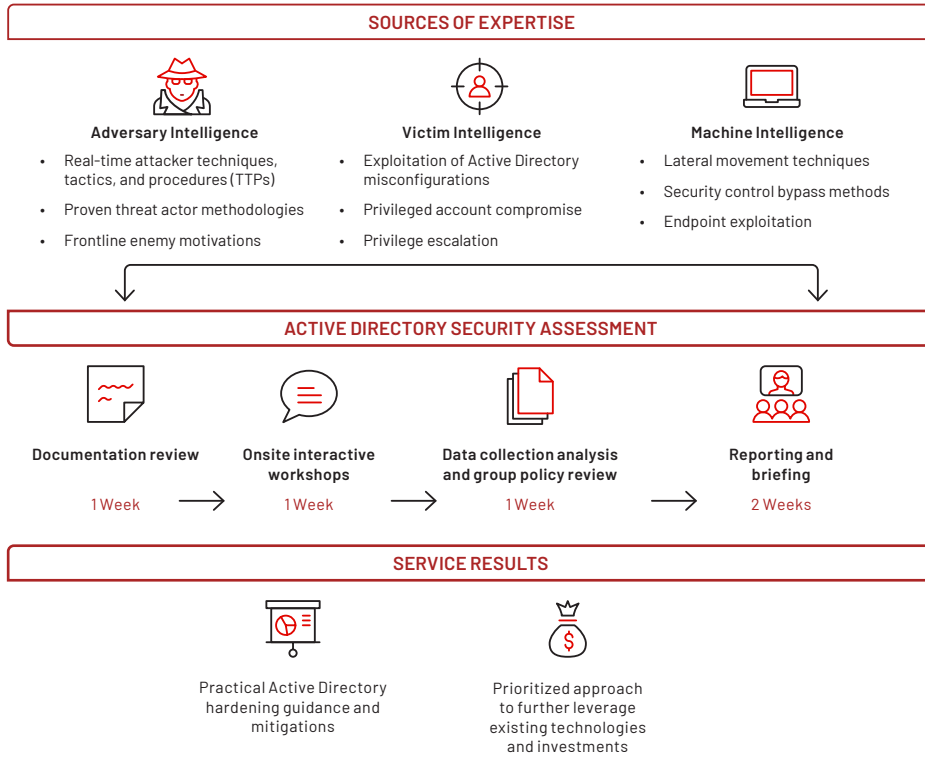 SOURCES OF EXPERTISE
Adversary Intelligence
• Real-time attacker techniques,
tactics, and procedures (TTPs)
• Proven threat actor methodologies
• Frontline enemy motivations
Victim Intelligence
• Exploitation of Active Directory
misconfigurations
• Privileged account compromise
• Privilege escalation
Machine Intelligence
• Lateral movement techniques
• Security control bypass methods
• Endpoint exploitation
ACTIVE DIRECTORY SECURITY ASSESSMENT
Documentation review
1 Week
Onsite interactive
workshops
1 Week
Data collection analysis
and group policy review
1 Week
Reporting and
briefing
2 Weeks
SERVICE RESULTS
Practical Active Directory
hardening guidance and
mitigations
$
Prioritized approach
to further leverage
existing technologies
and investments